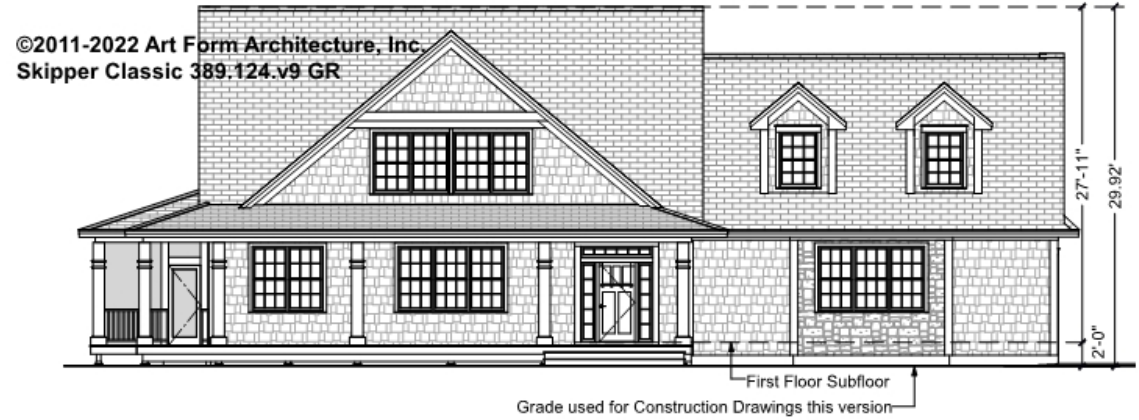 ©2011-2022 Art Form Architecture, Inc.
Skipper Classic 389.124.v9 GR
27'-11"
29.92'
2'-0"
First Floor Subfloor
Grade used for Construction Drawings this version